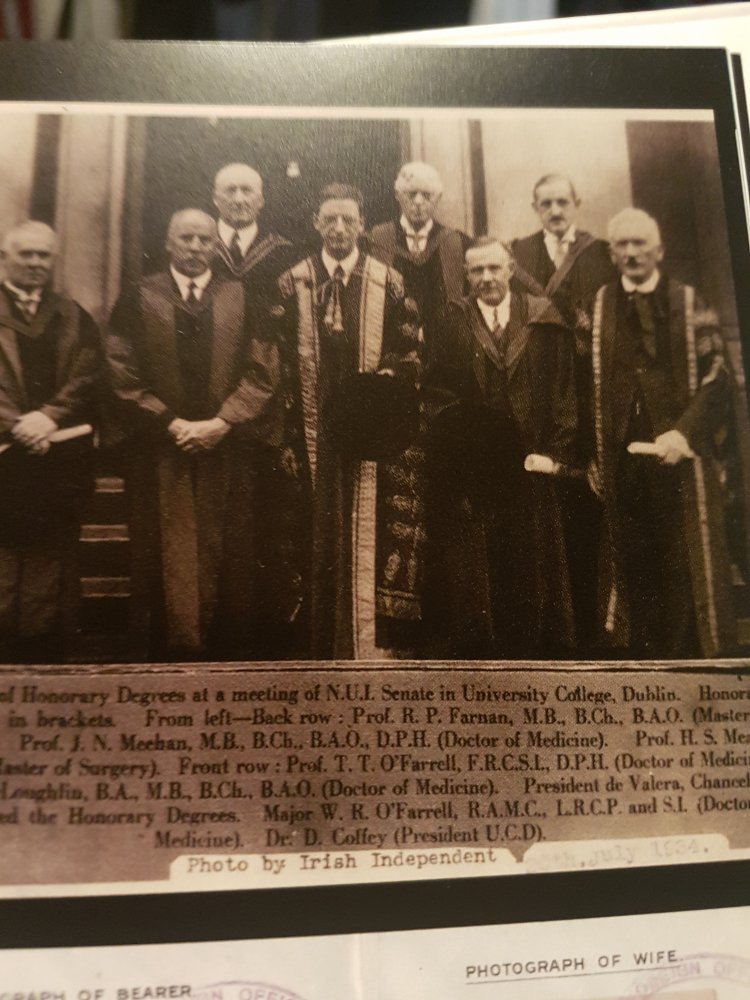 of Honorary Degrees at a meeting of N.U.I. Senate in University College, Dublin. Honor
in brackets. From left—Back row : Prof. R. P. Farnan, M.B., B.Ch., B.A.O. (Master
Prof. J. N. Meehan, M.B., B.Ch., B.A.O., D.P.H. (Doctor of Medicine). Prof. H. S. Mea
aster of Surgery). Front row : Prof. T. T. O'Farrell, F.R.C.S.I., D.P.H. (Doctor of Medici
Loughlin, B.A., M.B., B.Ch., B.A.O. (Doctor of Medicine). President de Valera, Chancel
ed the Honorary Degrees. Major W. R. O'Farrell, R.A.M.C., L.R.C.P. and S.I. (Docto
Medicine). Dr. D. Coffey (President U.C.D).
Photo by Irish Independent July 1934.
PHOTOGRAPH OF WIFE.
GRAPH OF BEARER